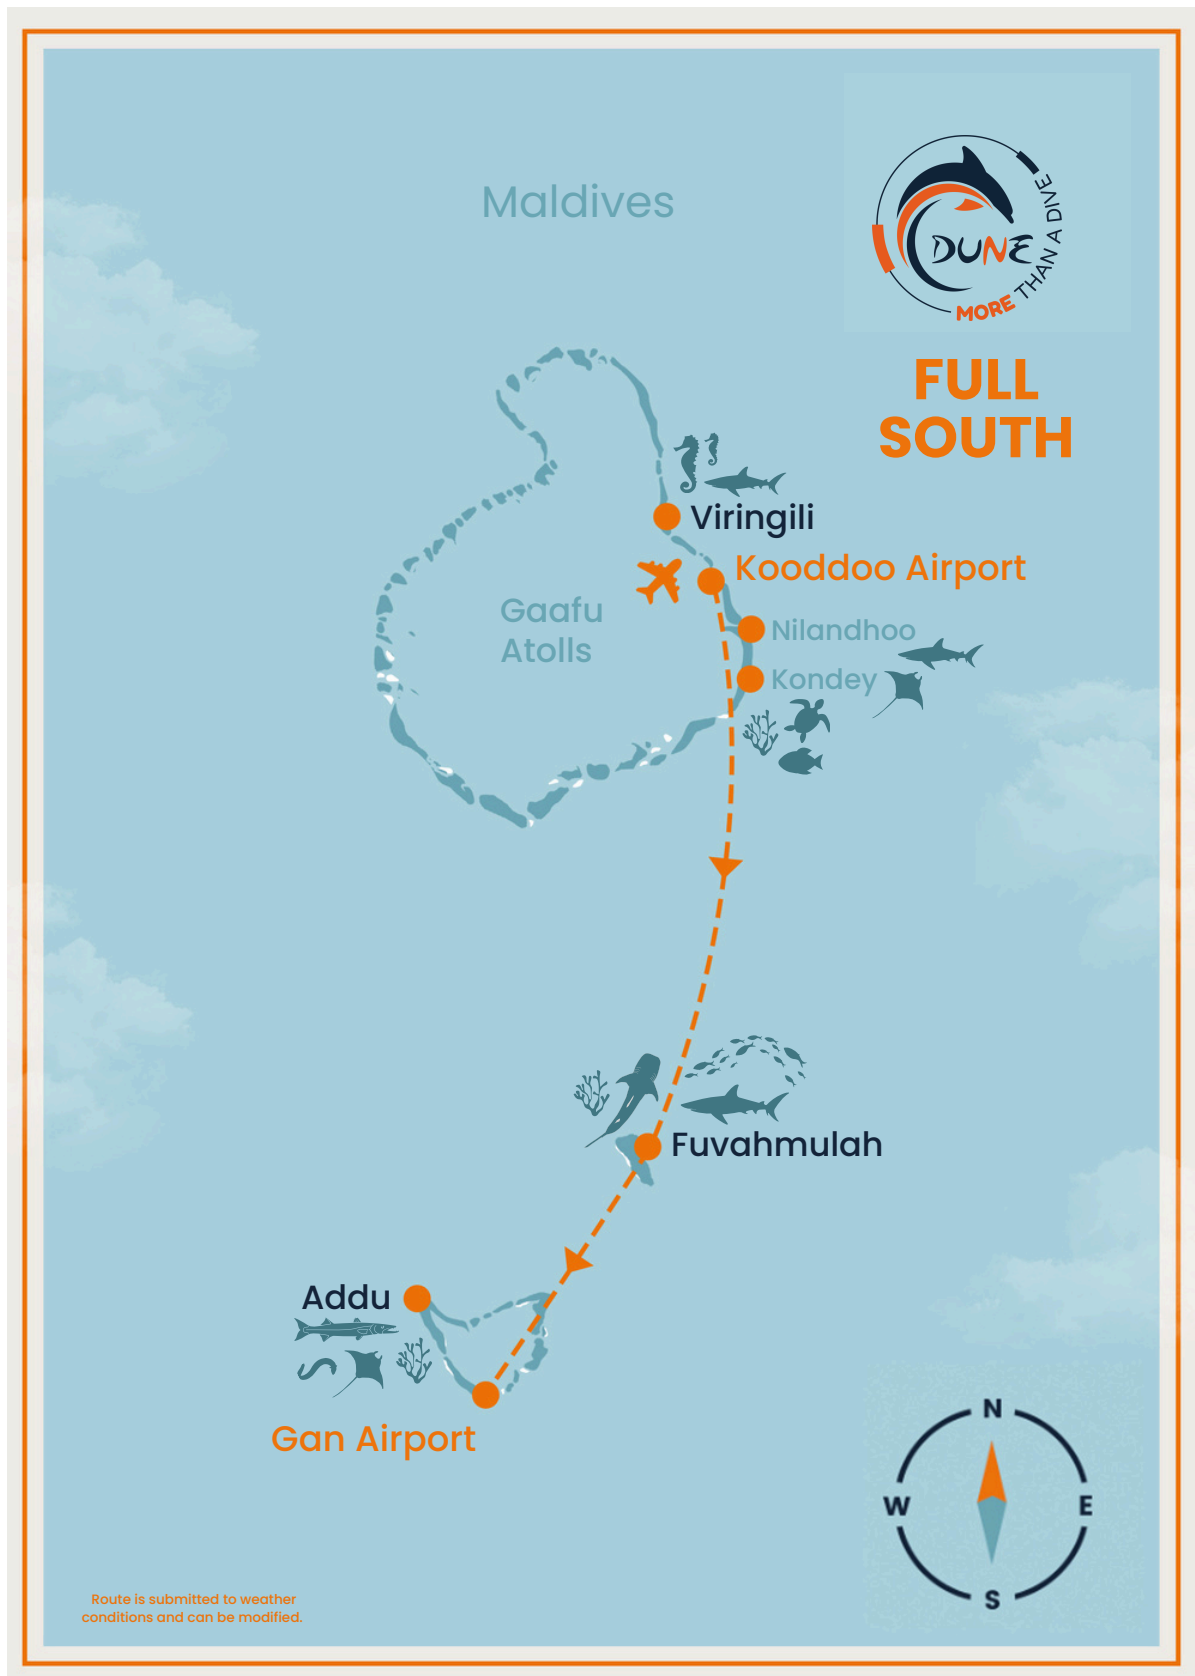 Maldives
DUNE
MORE THAN A DIVE
FULL
SOUTH
Viringili
Kooddoo Airport
Gaafu
Atolls
Nilandhoo
Kondey
Fuvahmulah
Addu
Gan Airport
N
W
E
S
Route is submitted to weather
conditions and can be modified.